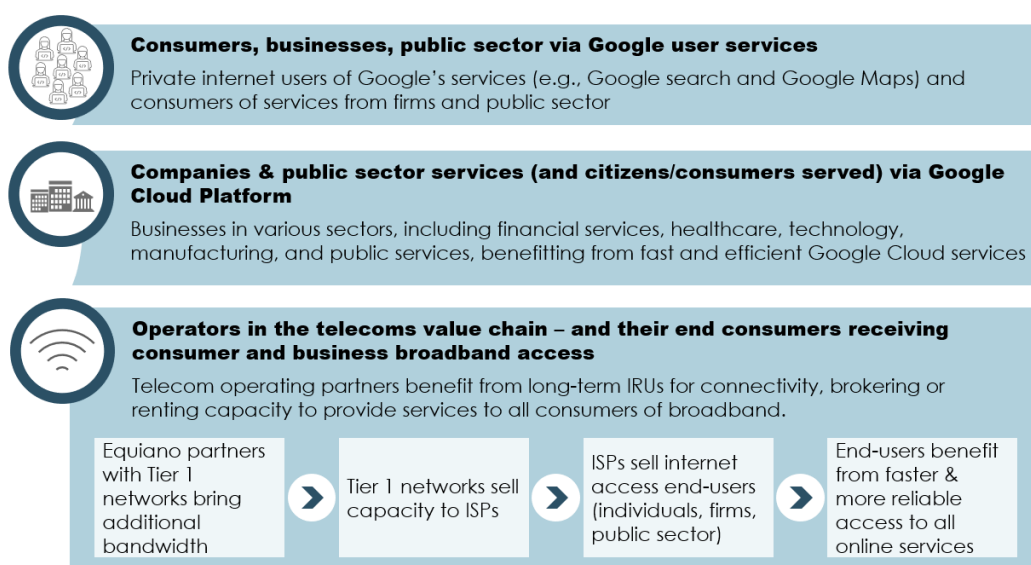 Consumers, businesses, public sector via Google user services
Private internet users of Google's services (e.g., Google search and Google Maps) and
consumers of services from firms and public sector
Companies & public sector services (and citizens/consumers served) via Google
Cloud Platform
Businesses in various sectors, including financial services, healthcare, technology,
manufacturing, and public services, benefitting from fast and efficient Google Cloud services
Operators in the telecoms value chain – and their end consumers receiving
consumer and business broadband access
Telecom operating partners benefit from long-term IRUs for connectivity, brokering or
renting capacity to provide services to all consumers of broadband.
Equiano partners
with Tier 1
networks bring
additional
bandwidth
Tier 1 networks sell
capacity to ISPs
ISPs sell internet
access end-users
(individuals, firms,
public sector)
End-users benefit
from faster &
more reliable
access to all
online services